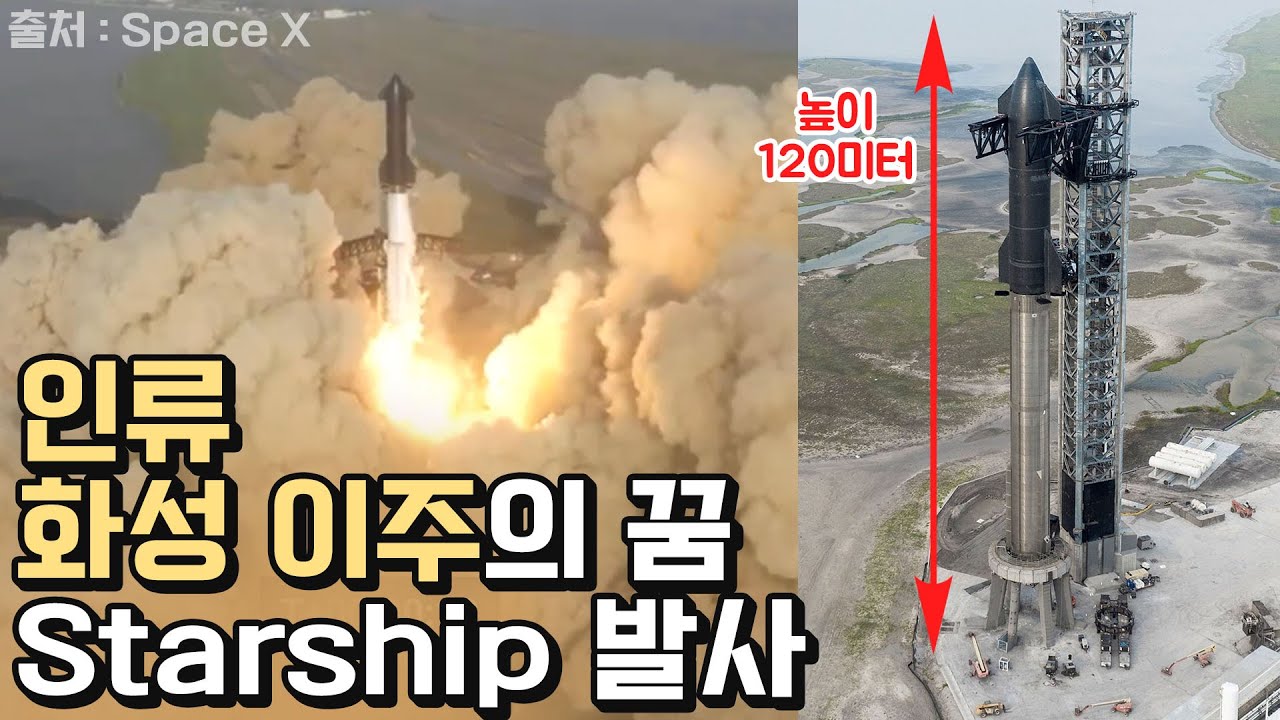 출처 : Space X
높이
120미터
인류
화성 이주의 꿈
Starship 발사